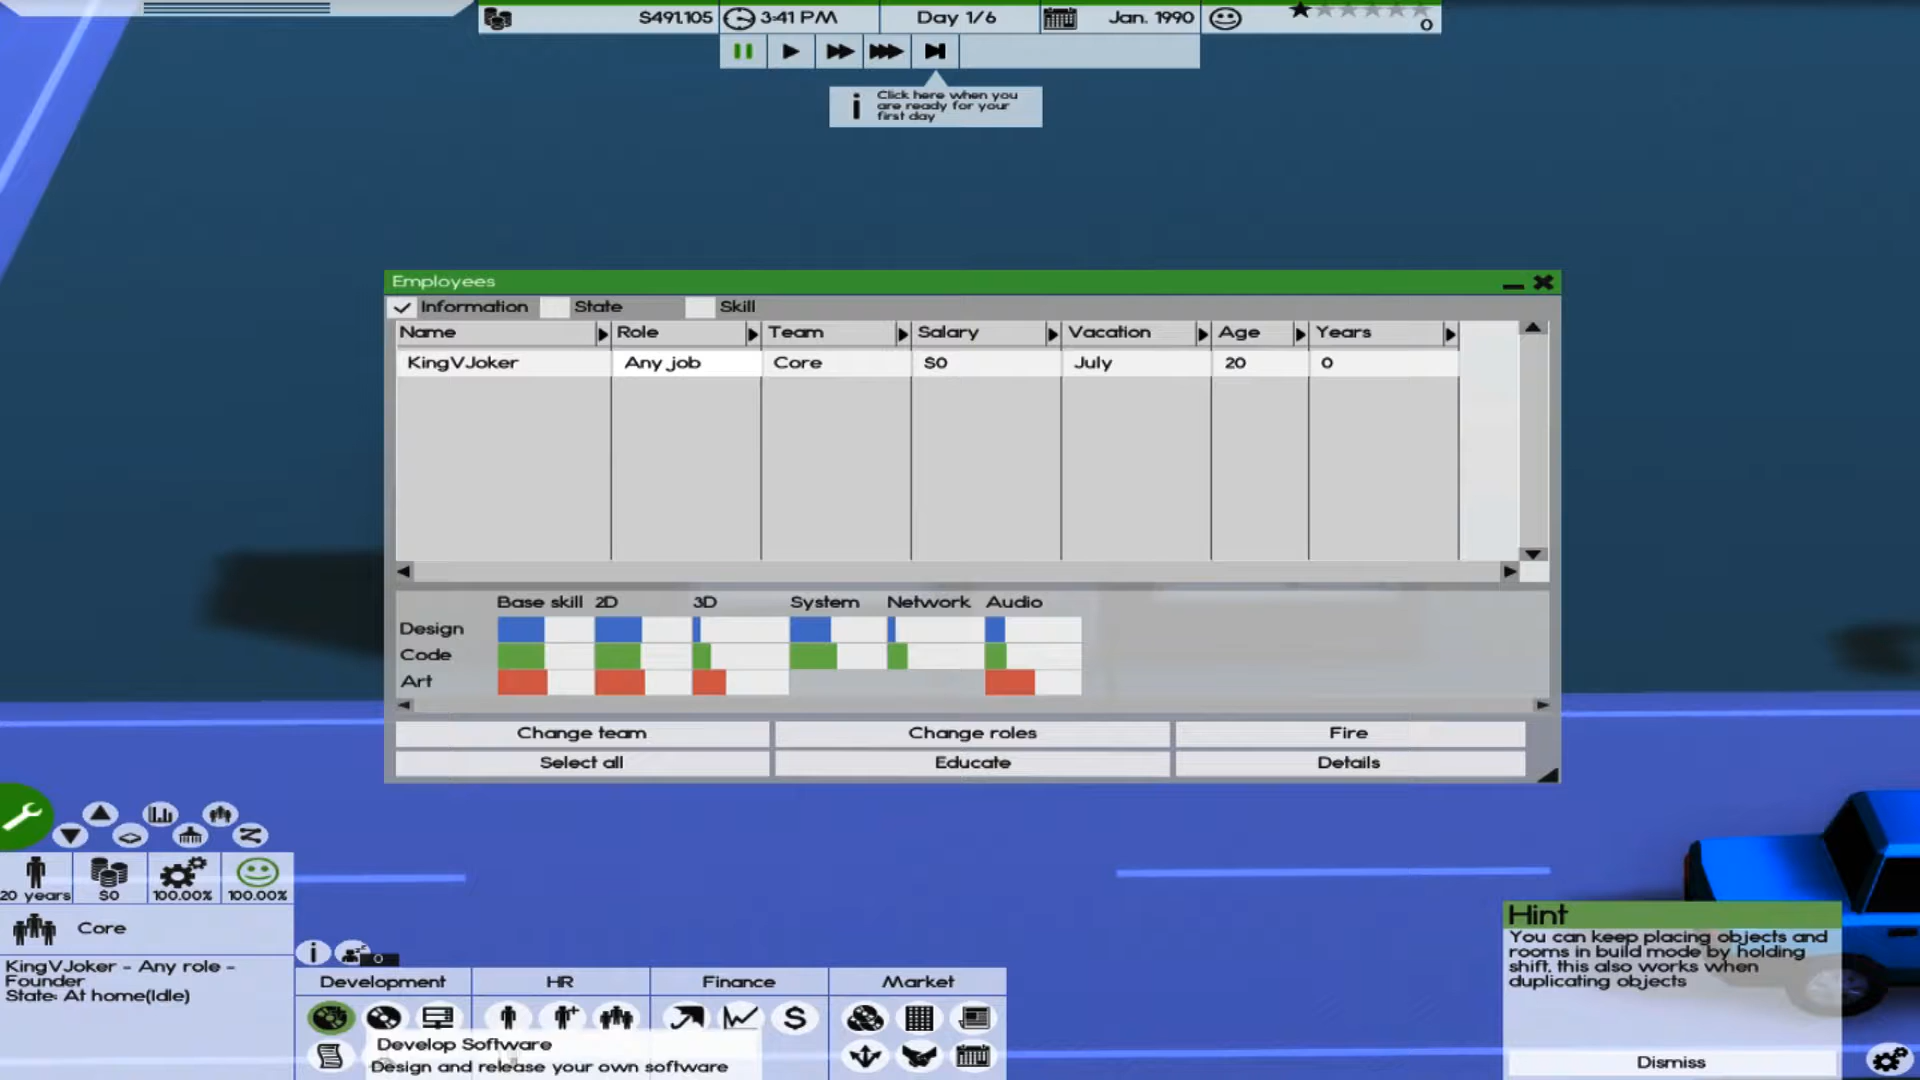 $491.105
3:41 PM
Day 1/6
Jan. 1990
0
Click here when you
are ready for your
first day
Employees
Information State Skill
Name Role Team Salary Vacation Age Years
KingVJoker Any job Core $0 July 20 0
Base skill 2D 3D System Network Audio
Design
Code
Art
Change team Change roles Fire
Select all Educate Details
20 years $0 100.00% 100.00%
Core
KingVJoker - Any role -
Founder
State: At home(Idle)
0
Development HR Finance Market
Develop Software
Design and release your own software
Hint
You can keep placing objects and
rooms in build mode by holding
shift, this also works when
duplicating objects
Dismiss